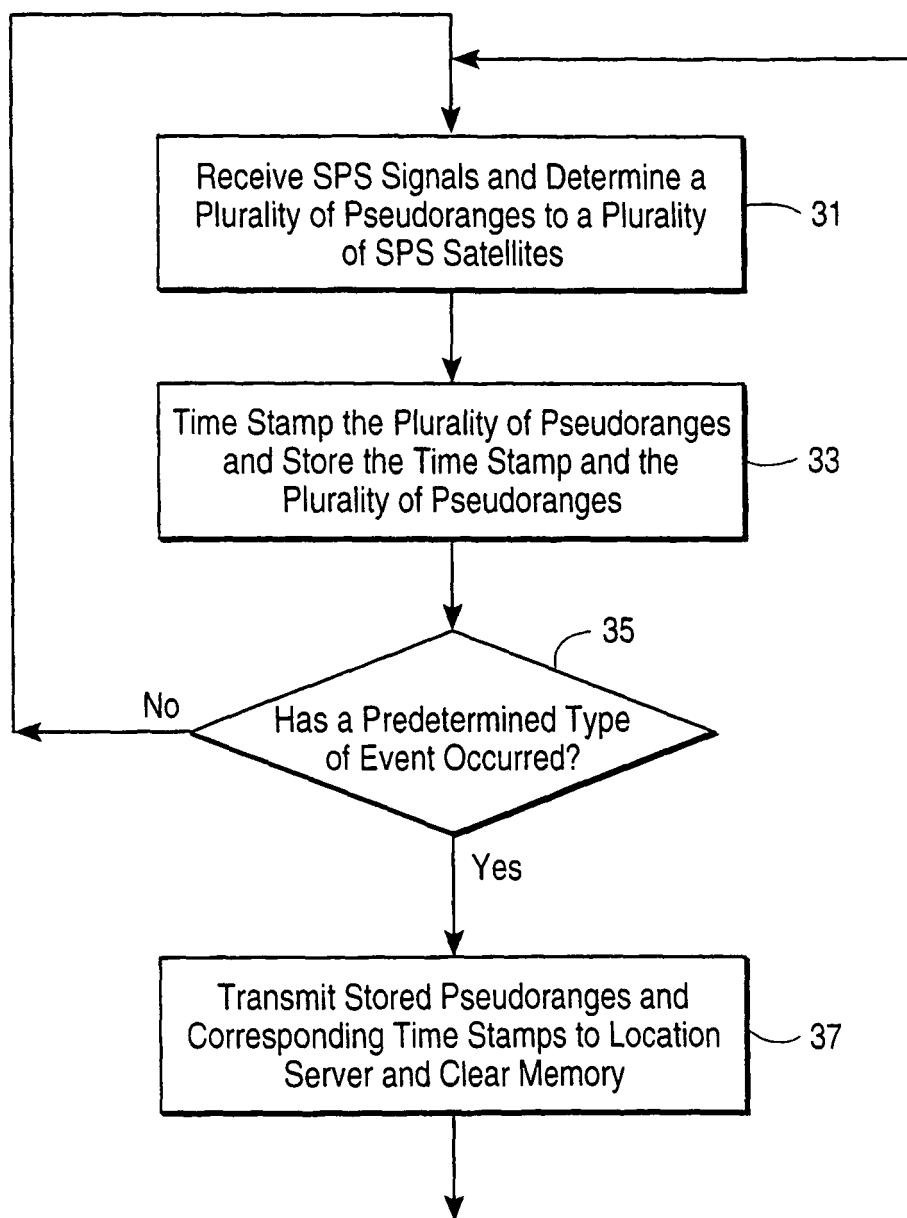 Receive SPS Signals and Determine a
Plurality of Pseudoranges to a Plurality
of SPS Satellites
31
Time Stamp the Plurality of Pseudoranges
and Store the Time Stamp and the
Plurality of Pseudoranges
33
35
No
Has a Predetermined Type
of Event Occurred?
Yes
Transmit Stored Pseudoranges and
Corresponding Time Stamps to Location
Server and Clear Memory
37